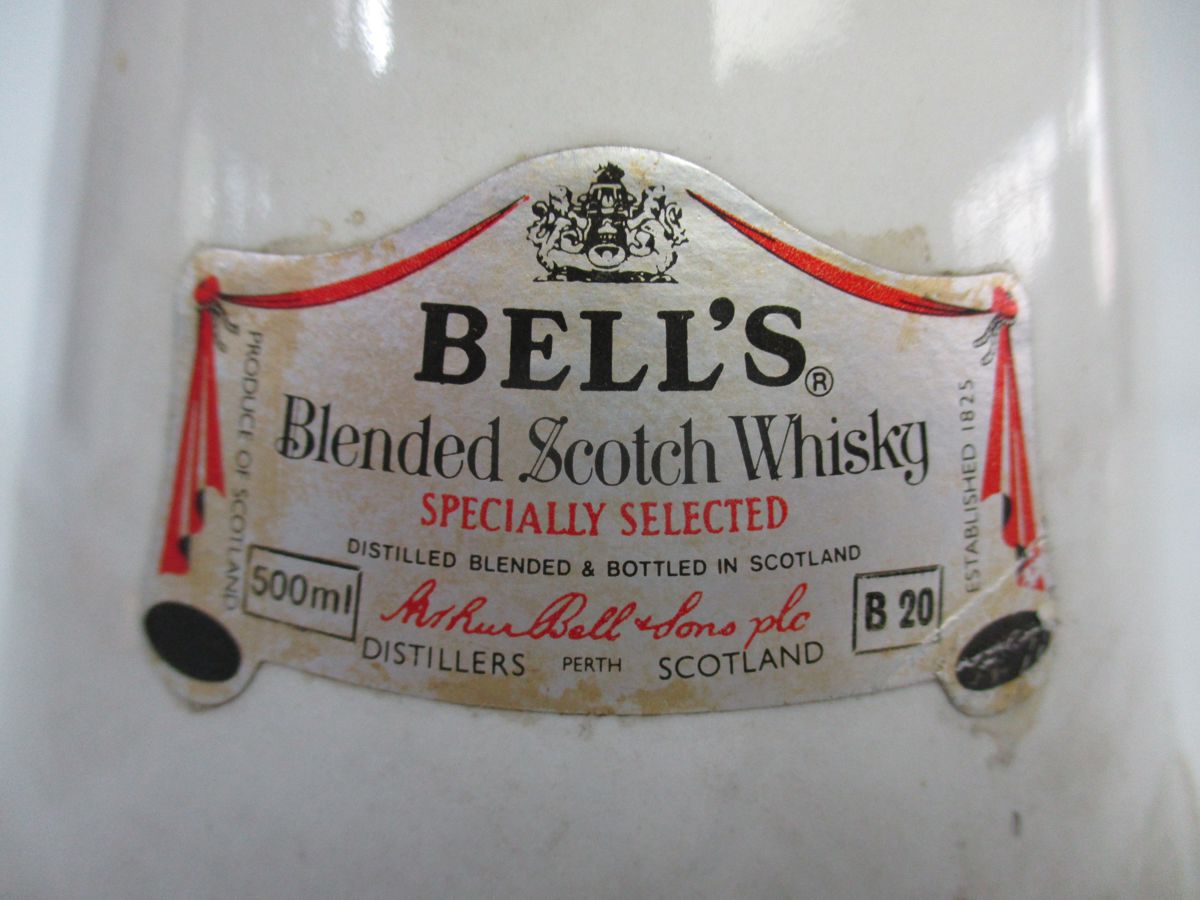 BELL'S®
Blended Scotch Whisky
SPECIALLY SELECTED
DISTILLED BLENDED & BOTTLED IN SCOTLAND
PRODUCE OF SCOTLAND
ESTABLISHED 1825
500ml
Arthur Bell & Sons plc
B 20
DISTILLERS PERTH SCOTLAND